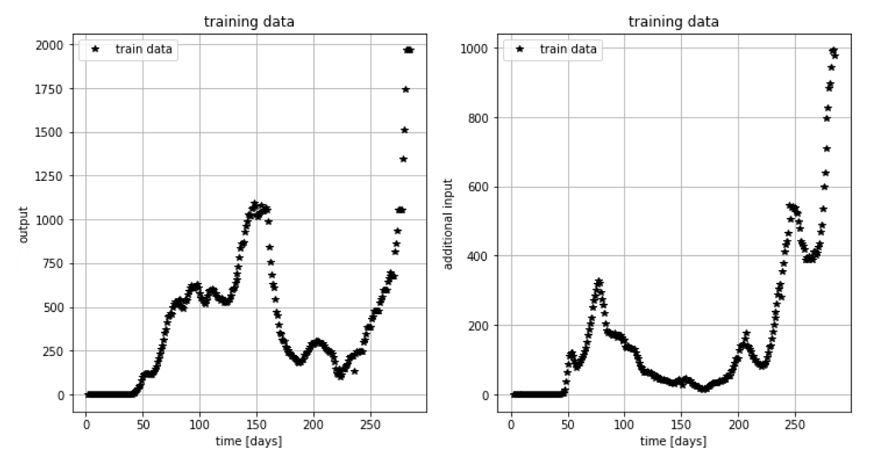 training data
train data
output
2000
1750
1500
1250
1000
750
500
250
0
0 50 100 150 200 250
time [days]
training data
train data
additional input
1000
800
600
400
200
0
0 50 100 150 200 250
time [days]